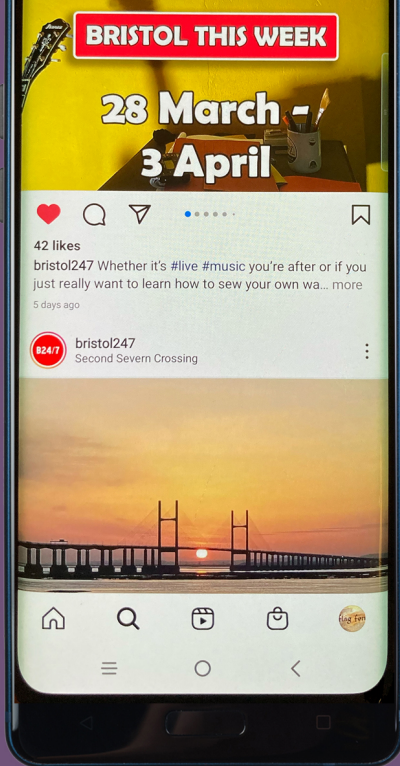 BRISTOL THIS WEEK
28 March -
3 April
42 likes
bristol247 Whether it's #live #music you're after or if you
just really want to learn how to sew your own wa... more
5 days ago
B24/7
bristol247
Second Severn Crossing